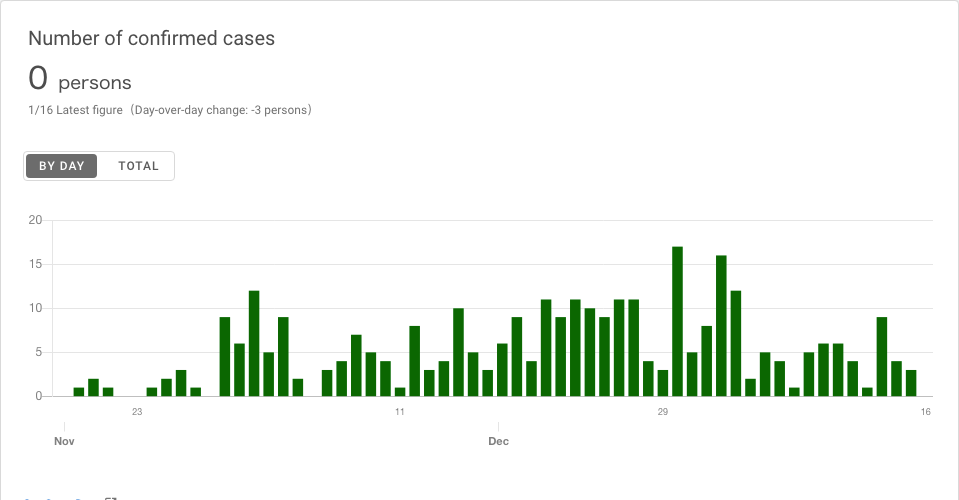 Number of confirmed cases
0 persons
1/16 Latest figure（Day-over-day change: -3 persons）
BY DAY TOTAL
20
15
10
5
0
23 11 29 16
Nov Dec